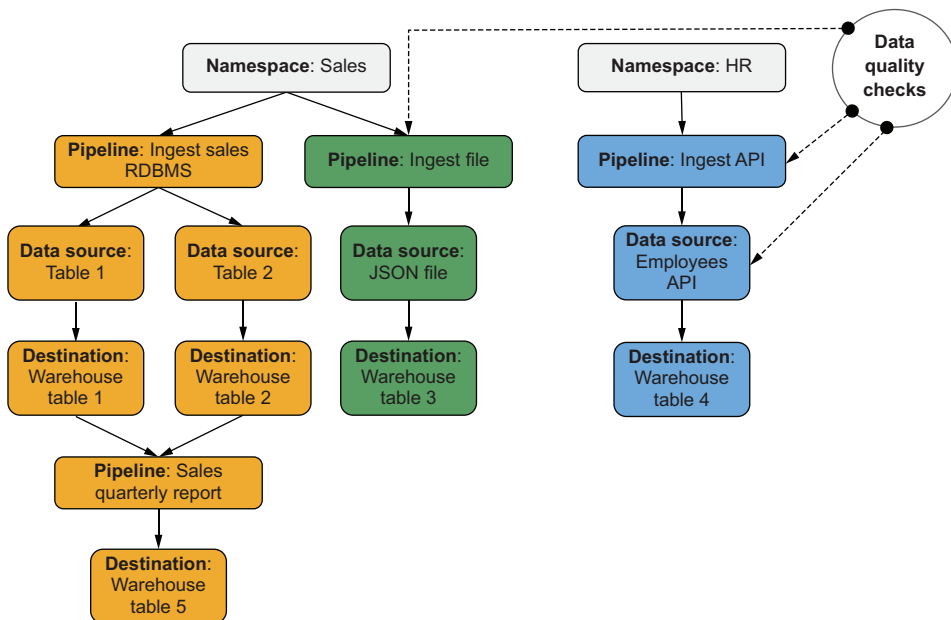 Namespace: Sales
Namespace: HR
Data
quality
checks
Pipeline: Ingest sales
RDBMS
Pipeline: Ingest file
Pipeline: Ingest API
Data source:
Table 1
Data source:
Table 2
Data source:
JSON file
Data source:
Employees
API
Destination:
Warehouse
table 1
Destination:
Warehouse
table 2
Destination:
Warehouse
table 3
Destination:
Warehouse
table 4
Pipeline: Sales
quarterly report
Destination:
Warehouse
table 5